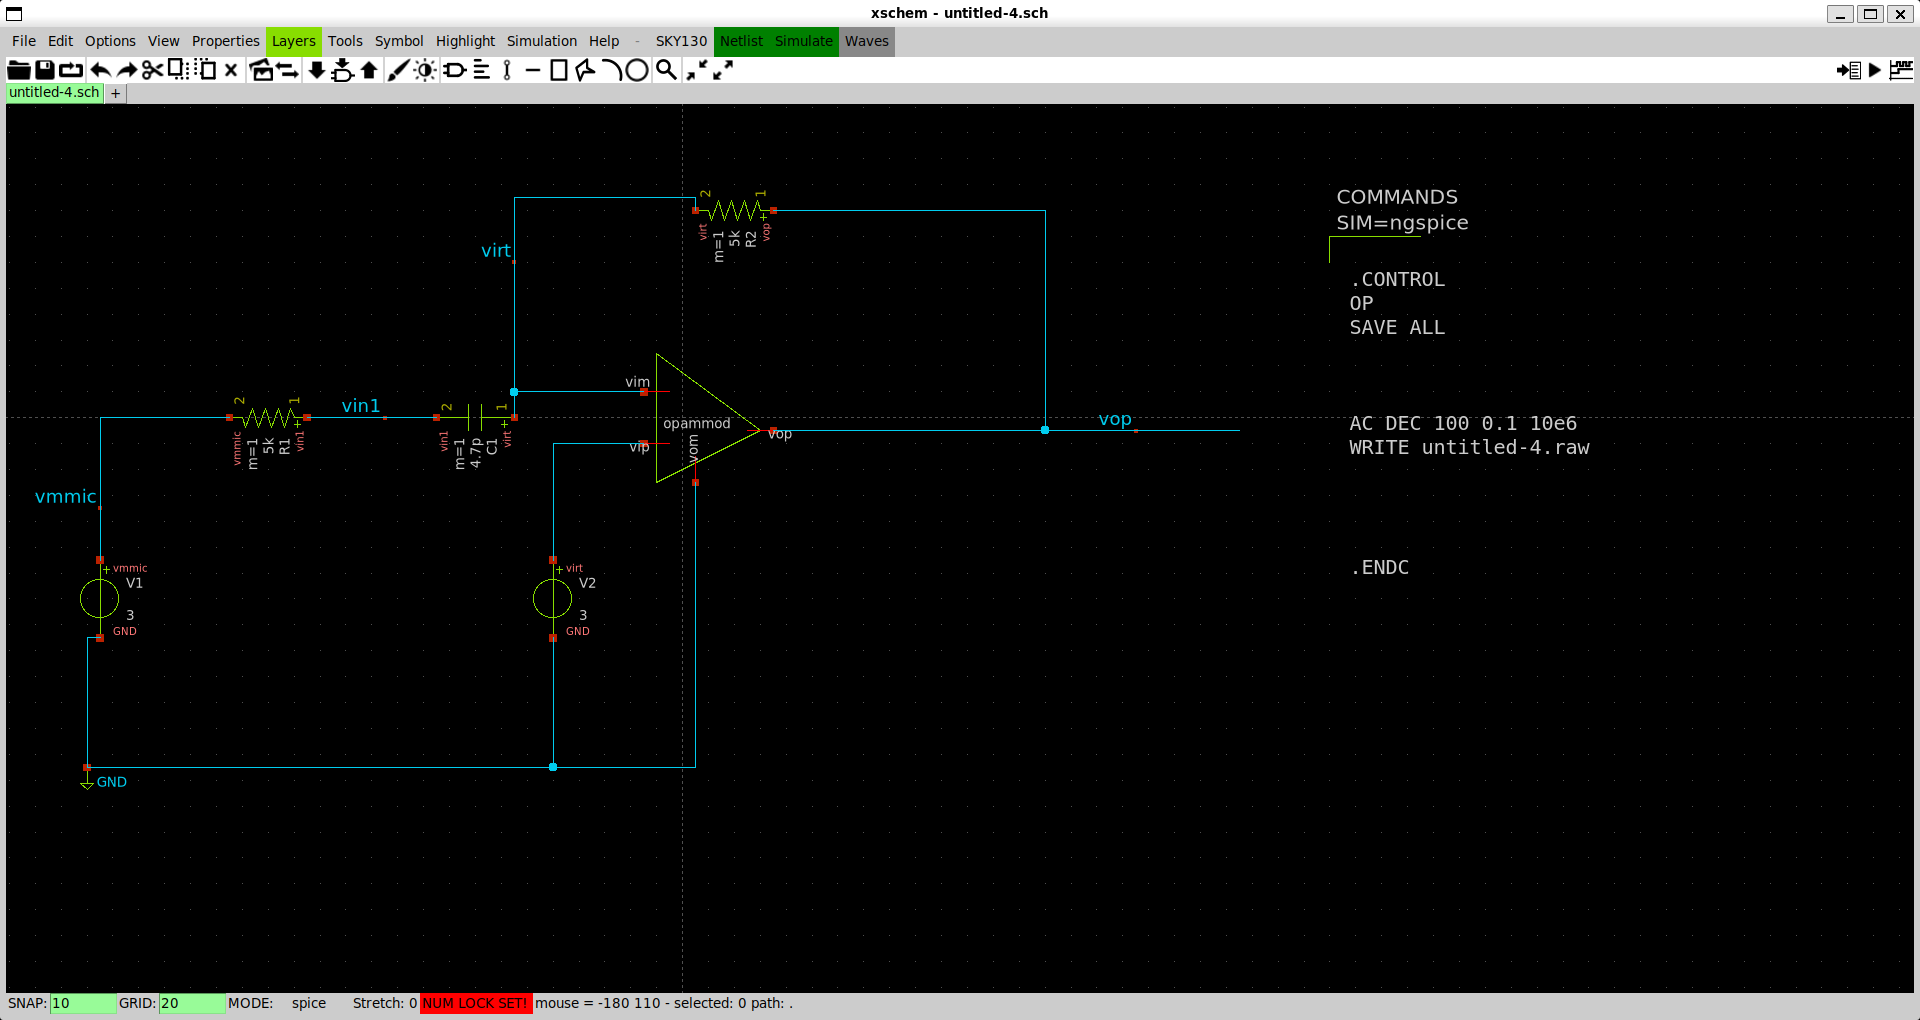 xschem - untitled-4.sch
File Edit Options View Properties Layers Tools Symbol Highlight Simulation Help - SKY130 Netlist Simulate Waves
untitled-4.sch +
COMMANDS
SIM=ngspice
.CONTROL
OP
SAVE ALL
AC DEC 100 0.1 10e6
WRITE untitled-4.raw
.ENDC
2
1
virt
m=1
5k
R2
+
vop
virt
vim
opammod
vip
vom
vop
vop
2
1
vmmic
m=1
5k
R1
+
vin1
vin1
2
1
vin1
m=1
4.7p
C1
+
virt
vmmic
+ vmmic
V1
3
GND
+ virt
V2
3
GND
GND
SNAP: 10 GRID: 20 MODE: spice Stretch: 0 NUM LOCK SET! mouse = -180 110 - selected: 0 path: .